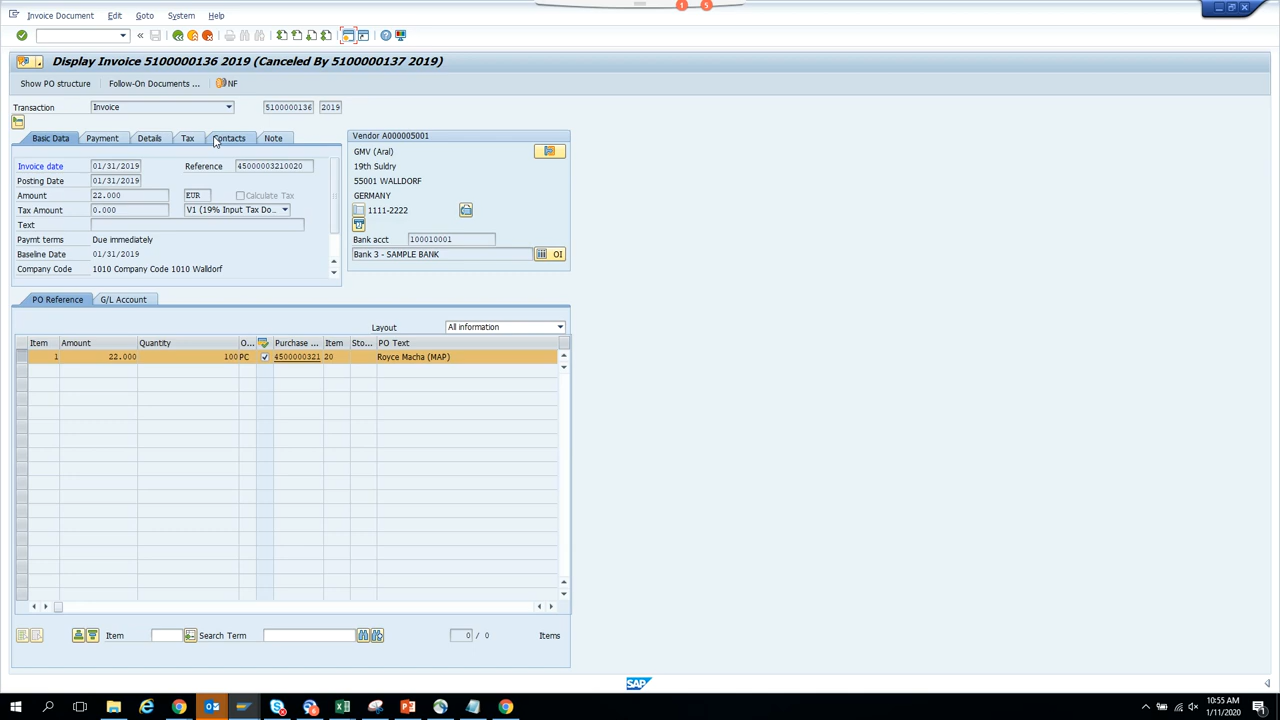 1 5
Invoice Document Edit Goto System Help
Display Invoice 5100000136 2019 (Canceled By 5100000137 2019)
Show PO structure Follow-On Documents ... NF
Transaction Invoice 5100000136 2019
Basic Data Payment Details Tax Contacts Note
Invoice date 01/31/2019 Reference 45000003210020
Posting Date 01/31/2019
Amount 22.000 EUR Calculate Tax
Tax Amount 0.000 V1 (19% Input Tax Do...
Text
Paymt terms Due immediately
Baseline Date 01/31/2019
Company Code 1010 Company Code 1010 Walldorf
Vendor A000005001
GMV (Aral)
19th Suldry
55001 WALLDORF
GERMANY
1111-2222
Bank acct 100010001
Bank 3 - SAMPLE BANK OI
PO Reference G/L Account
Layout All information
Item Amount Quantity O... Purchase ... Item Sto... PO Text
1 22.000 100 PC 4500000321 20 Royce Macha (MAP)
Item Search Term 0 / 0 Items
SAP
10:55 AM
1/11/2020